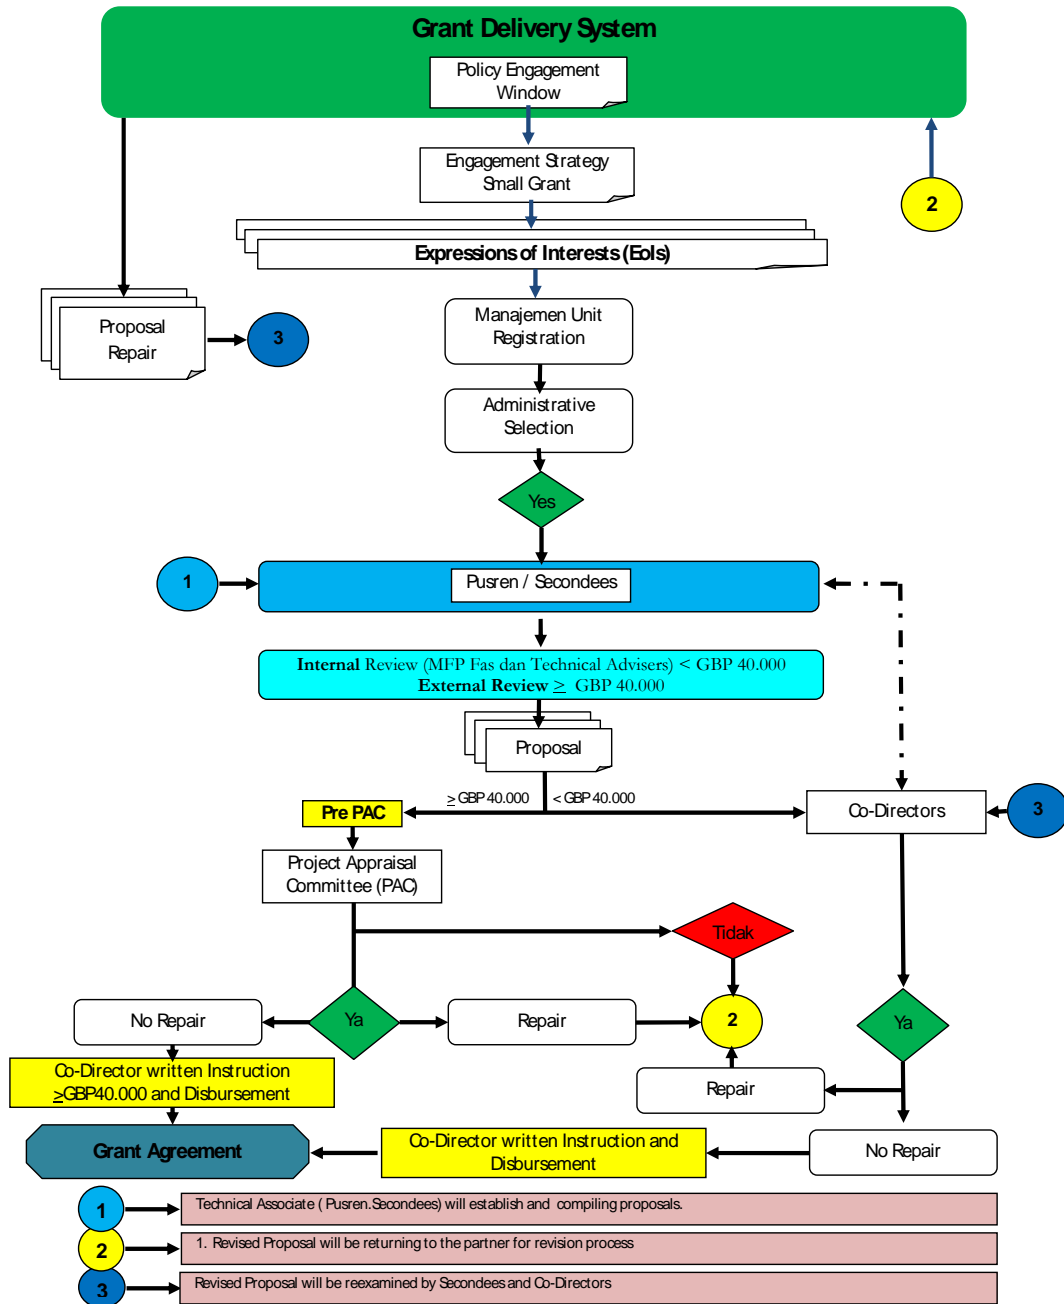 Grant Delivery System
Policy Engagement
Window
Engagement Strategy
Small Grant
2
Expressions of Interests (EoIs)
Manajemen Unit
Registration
Proposal
Repair
3
Administrative
Selection
Yes
1
Pusren / Secondees
Internal Review (MFP Fas dan Technical Advisers) < GBP 40.000
External Review ≥ GBP 40.000
Proposal
≥ GBP 40.000
< GBP 40.000
Pre PAC
Co-Directors
3
Project Appraisal
Committee (PAC)
Tidak
No Repair
Ya
Repair
2
Ya
Co-Director written Instruction
≥GBP40.000 and Disbursement
Repair
Grant Agreement
Co-Director written Instruction and
Disbursement
No Repair
1
Technical Associate ( Pusren.Secondees) will establish and compiling proposals.
2
1. Revised Proposal will be returning to the partner for revision process
3
Revised Proposal will be reexamined by Secondees and Co-Directors